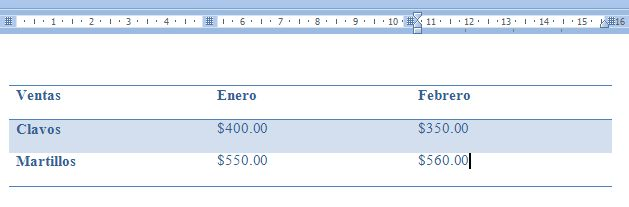 1 2 3 4 5 6 7 8 9 10 11 12 13 14 15 16
Ventas Enero Febrero
Clavos $400.00 $350.00
Martillos $550.00 $560.00